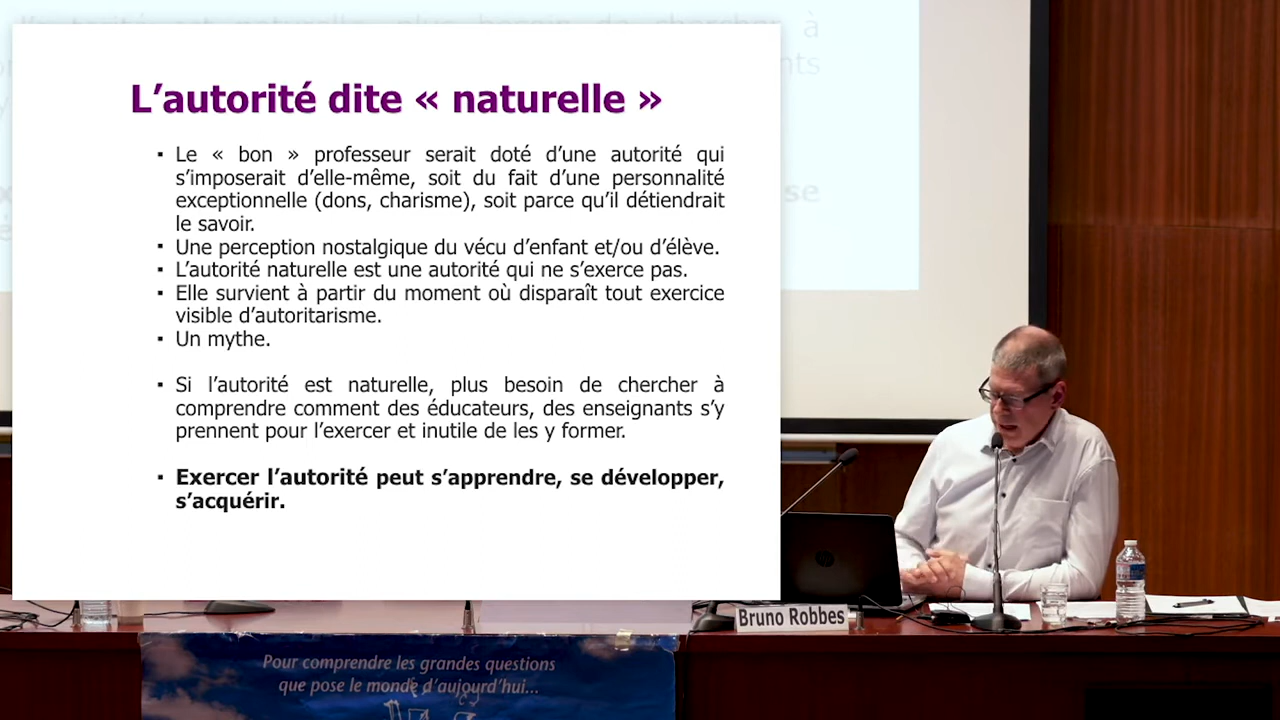 L’autorité dite « naturelle »
▪ Le « bon » professeur serait doté d’une autorité qui
s’imposerait d’elle-même, soit du fait d’une personnalité
exceptionnelle (dons, charisme), soit parce qu’il détiendrait
le savoir.
▪ Une perception nostalgique du vécu d’enfant et/ou d’élève.
▪ L’autorité naturelle est une autorité qui ne s’exerce pas.
▪ Elle survient à partir du moment où disparaît tout exercice
visible d’autoritarisme.
▪ Un mythe.
▪ Si l’autorité est naturelle, plus besoin de chercher à
comprendre comment des éducateurs, des enseignants s’y
prennent pour l’exercer et inutile de les y former.
▪ Exercer l’autorité peut s’apprendre, se développer,
s’acquérir.
Bruno Robbes
Pour comprendre les grandes questions
que pose le monde d’aujourd’hui...